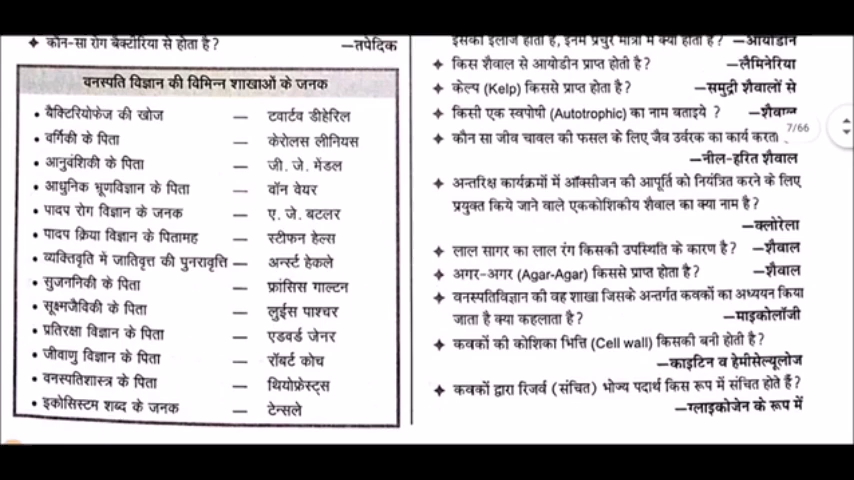 ✦ कौन-सा रोग बैक्टीरिया से होता है? —तपेदिक
वनस्पति विज्ञान की विभिन्न शाखाओं के जनक
• बैक्टिरियोफेज की खोज — टवार्टव डीहेरिल
• वर्गिकी के पिता — केरोलस लीनियस
• आनुवंशिकी के पिता — जी. जे. मेंडल
• आधुनिक भ्रूणविज्ञान के पिता — वॉन वेयर
• पादप रोग विज्ञान के जनक — ए. जे. बटलर
• पादप क्रिया विज्ञान के पितामह — स्टीफन हेल्स
• व्यक्तिवृति में जातिवृत्त की पुनरावृत्ति — अर्न्स्ट हेकले
• सुजननिकी के पिता — फ्रांसिस गाल्टन
• सूक्ष्मजैविकी के पिता — लुईस पाश्चर
• प्रतिरक्षा विज्ञान के पिता — एडवर्ड जेनर
• जीवाणु विज्ञान के पिता — रॉबर्ट कोच
• वनस्पतिशास्त्र के पिता — थियोफ्रेस्ट्स
• इकोसिस्टम शब्द के जनक — टेन्सले
इसका इलाज होता है, इनमें प्रचुर मात्रा में क्या होता है? —आयोडीन
✦ किस शैवाल से आयोडीन प्राप्त होती है? —लैमिनेरिया
✦ केल्प (Kelp) किससे प्राप्त होता है? —समुद्री शैवालों से
✦ किसी एक स्वपोषी (Autotrophic) का नाम बताइये ? —शैवाल
✦ कौन सा जीव चावल की फसल के लिए जैव उर्वरक का कार्य करता
7/66
—नील-हरित शैवाल
✦ अन्तरिक्ष कार्यक्रमों में ऑक्सीजन की आपूर्ति को नियंत्रित करने के लिए
प्रयुक्त किये जाने वाले एककोशिकीय शैवाल का क्या नाम है?
—क्लोरेला
✦ लाल सागर का लाल रंग किसकी उपस्थिति के कारण है? —शैवाल
✦ अगर-अगर (Agar-Agar) किससे प्राप्त होता है? —शैवाल
✦ वनस्पतिविज्ञान की वह शाखा जिसके अन्तर्गत कवकों का अध्ययन किया
जाता है क्या कहलाता है? —माइकोलॉजी
✦ कवकों की कोशिका भित्ति (Cell wall) किसकी बनी होती है?
—काइटिन व हेमीसेल्यूलोज
✦ कवकों द्वारा रिजर्व (संचित) भोज्य पदार्थ किस रूप में संचित होते हैं?
—ग्लाइकोजेन के रूप में